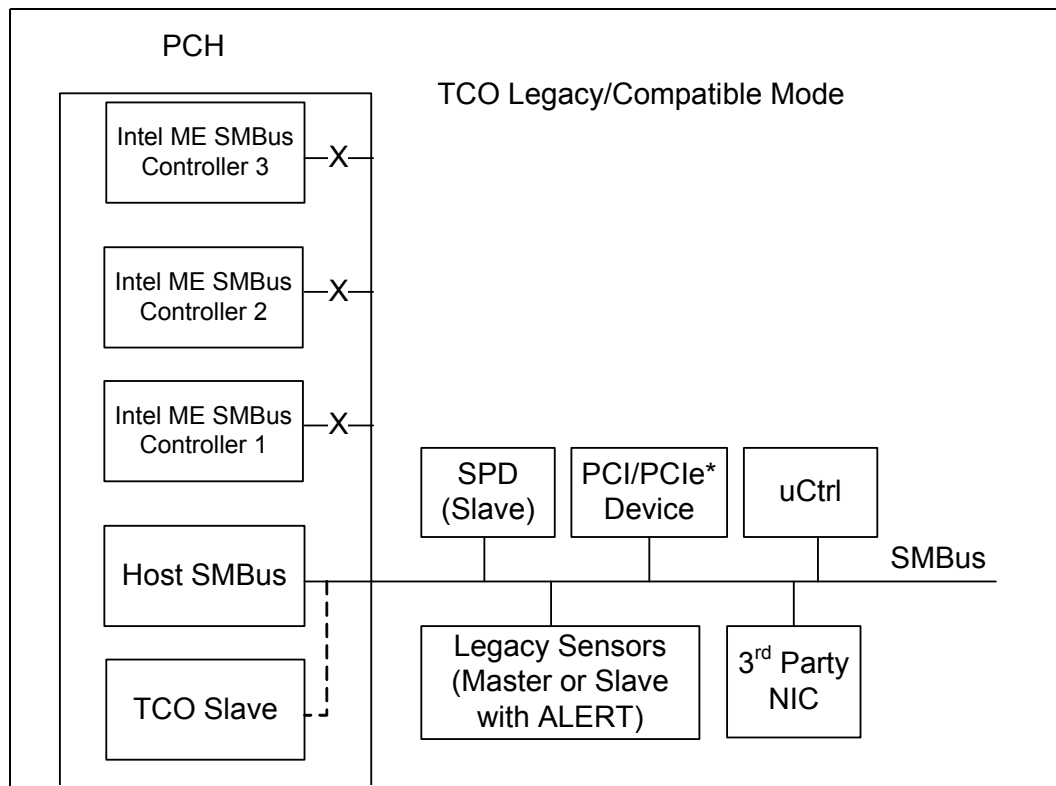 PCH
TCO Legacy/Compatible Mode
Intel ME SMBus
Controller 3
X
Intel ME SMBus
Controller 2
X
Intel ME SMBus
Controller 1
X
SPD
(Slave)
PCI/PCIe*
Device
uCtrl
Host SMBus
SMBus
Legacy Sensors
(Master or Slave
with ALERT)
3rd Party
NIC
TCO Slave